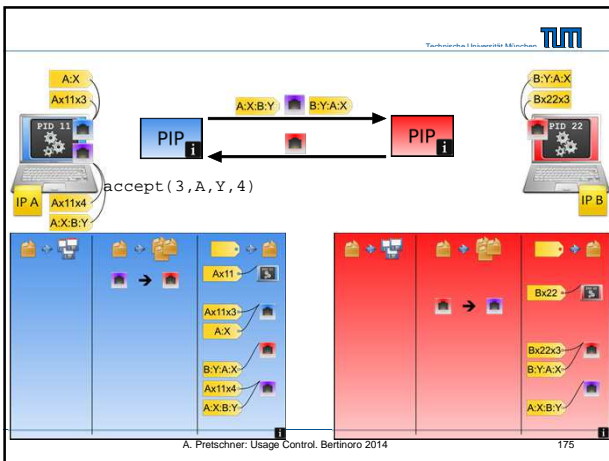 Technische Universität München
TUM
A:X
Ax11x3
PID 11
IP A
Ax11x4
A:X:B:Y
accept(3,A,Y,4)
PIP
i
A:X:B:Y
B:Y:A:X
PIP
i
B:Y:A:X
Bx22x3
PID 22
IP B
Ax11
Ax11x3
A:X
B:Y:A:X
Ax11x4
A:X:B:Y
i
Bx22
Bx22x3
B:Y:A:X
A:X:B:Y
i
A. Pretschner: Usage Control. Bertinoro 2014
175